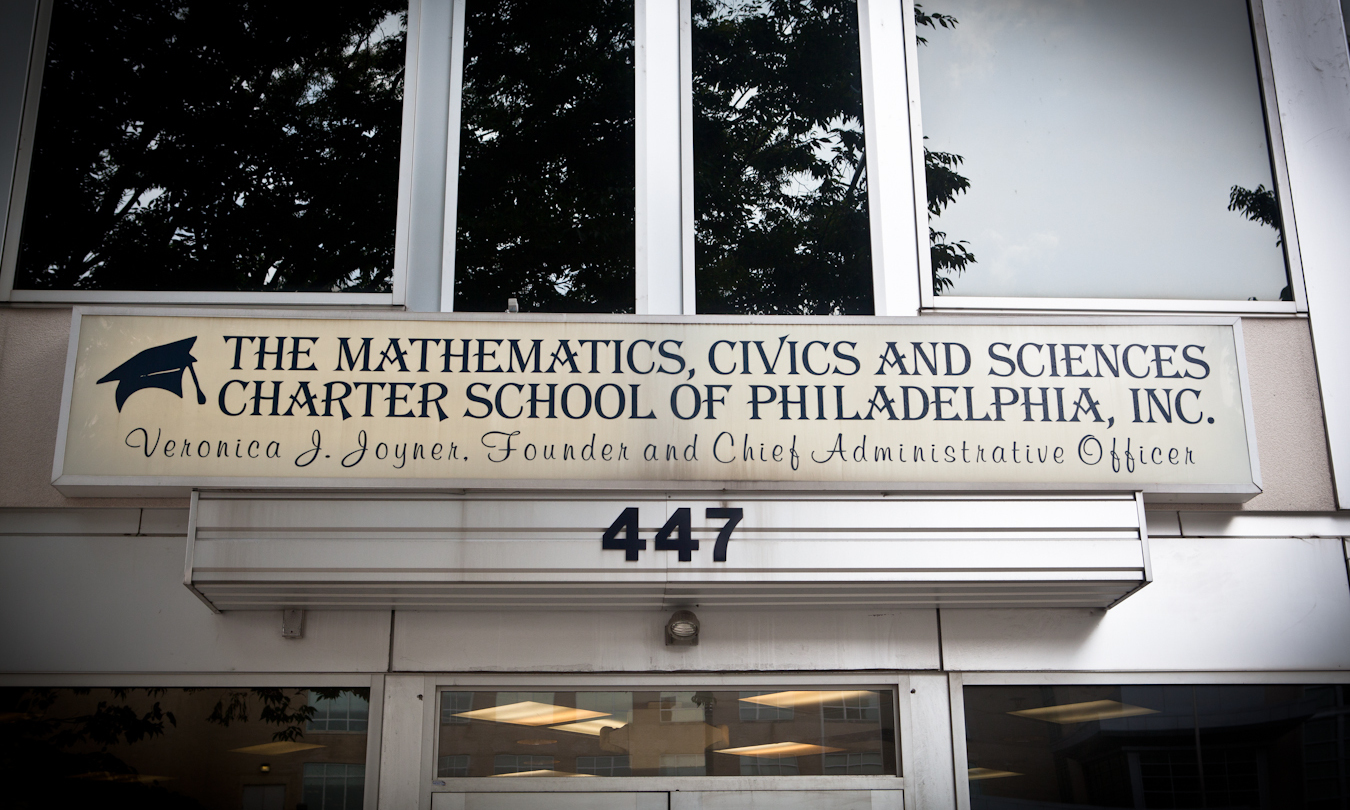 THE MATHEMATICS, CIVICS AND SCIENCES
CHARTER SCHOOL OF PHILADELPHIA, INC.
Veronica J. Joyner, Founder and Chief Administrative Officer
447